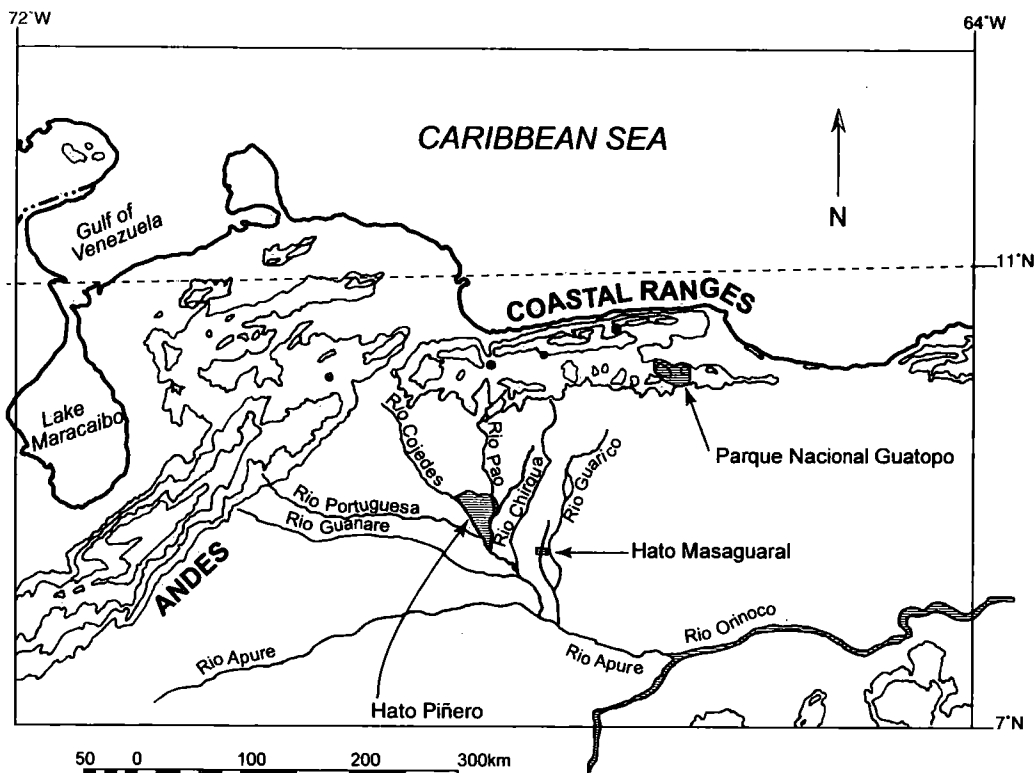 72°W
64°W
CARIBBEAN SEA
N
Gulf of
Venezuela
11°N
COASTAL RANGES
Lake
Maracaibo
Rio Cojedes
Rio Pao
Rio Chirqua
Rio Guarico
Parque Nacional Guatopo
Rio Portuguesa
Rio Guanare
Hato Masaguaral
ANDES
Rio Orinoco
Rio Apure
Rio Apure
Hato Piñero
7°N
50 0 100 200 300km